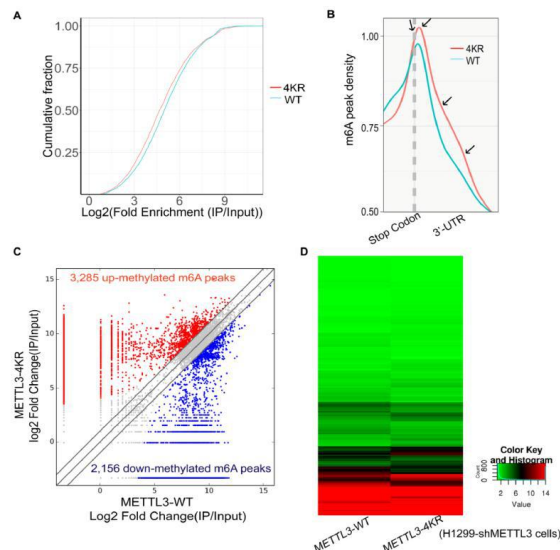 A
1.00
0.75
0.50
0.25
Cumulative fraction
0
3
6
9
Log2(Fold Enrichment (IP/Input))
4KR
WT
B
1.00
0.75
0.50
m6A peak density
Stop Codon
3'-UTR
4KR
WT
C
3,285 up-methylated m6A peaks
15
10
5
0
METTL3-4KR
log2 Fold Change(IP/Input)
2,156 down-methylated m6A peaks
0
5
10
15
METTL3-WT
Log2 Fold Change(IP/Input)
D
METTL3-WT
METTL3-4KR
(H1299-shMETTL3 cells)
Color Key
and Histogram
Count
0
800
2
4
6
8
10
14
Value